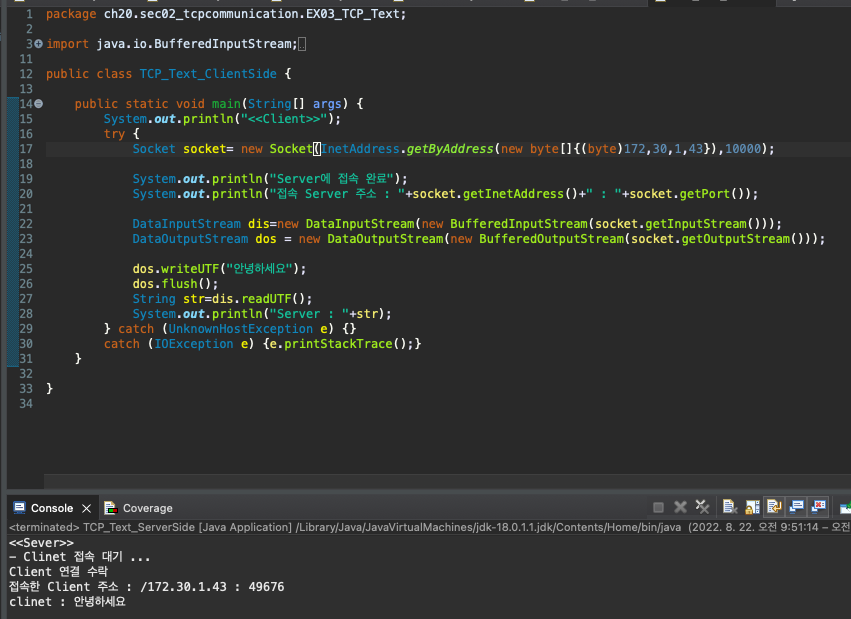 1 package ch20.sec02_tcpcommunication.EX03_TCP_Text;
2
3 import java.io.BufferedInputStream;
11
12 public class TCP_Text_ClientSide {
13
14 public static void main(String[] args) {
15 System.out.println("<<Client>>");
16 try {
17 Socket socket= new Socket(InetAddress.getByAddress(new byte[]{(byte)172,30,1,43}),10000);
18
19 System.out.println("Server에 접속 완료");
20 System.out.println("접속 Server 주소 : "+socket.getInetAddress()+" : "+socket.getPort());
21
22 DataInputStream dis=new DataInputStream(new BufferedInputStream(socket.getInputStream()));
23 DataOutputStream dos = new DataOutputStream(new BufferedOutputStream(socket.getOutputStream()));
24
25 dos.writeUTF("안녕하세요");
26 dos.flush();
27 String str=dis.readUTF();
28 System.out.println("Server : "+str);
29 } catch (UnknownHostException e) {}
30 catch (IOException e) {e.printStackTrace();}
31 }
32
33 }
34
Console Coverage
<terminated> TCP_Text_ServerSide [Java Application] /Library/Java/JavaVirtualMachines/jdk-18.0.1.1.jdk/Contents/Home/bin/java (2022. 8. 22. 오전 9:51:14 – 오전
<<Sever>>
– Clinet 접속 대기 ...
Client 연결 수락
접속한 Client 주소 : /172.30.1.43 : 49676
clinet : 안녕하세요